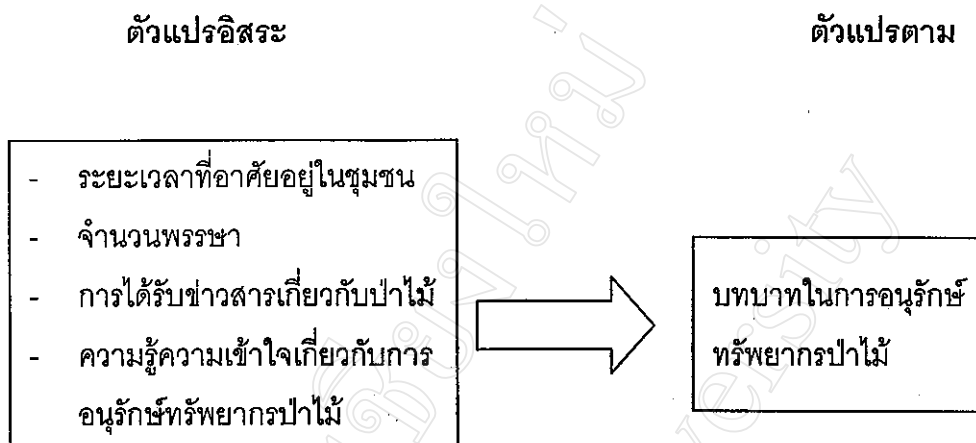 ตัวแปรอิสระ
ตัวแปรตาม
- ระยะเวลาที่อาศัยอยู่ในชุมชน
- จำนวนพรรษา
- การได้รับข่าวสารเกี่ยวกับป่าไม้
- ความรู้ความเข้าใจเกี่ยวกับการ
อนุรักษ์ทรัพยากรป่าไม้
บทบาทในการอนุรักษ์
ทรัพยากรป่าไม้